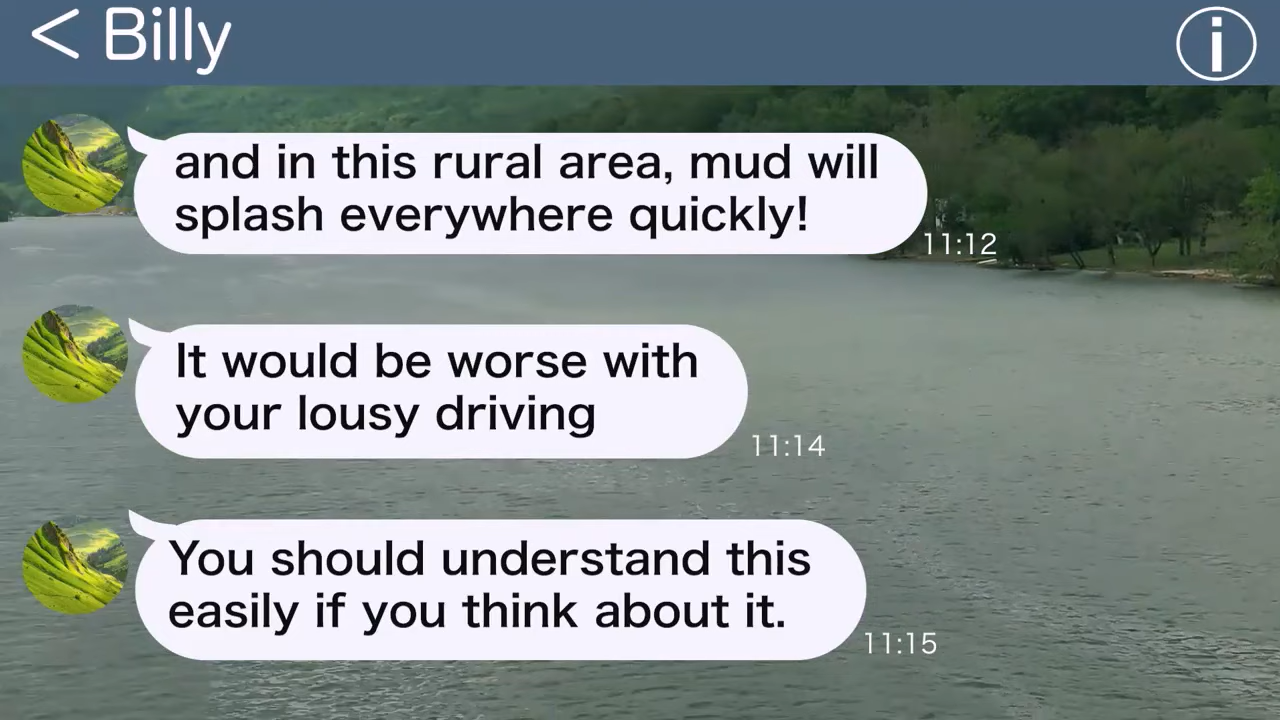 < Billy
and in this rural area, mud will
splash everywhere quickly!
11:12
It would be worse with
your lousy driving
11:14
You should understand this
easily if you think about it.
11:15